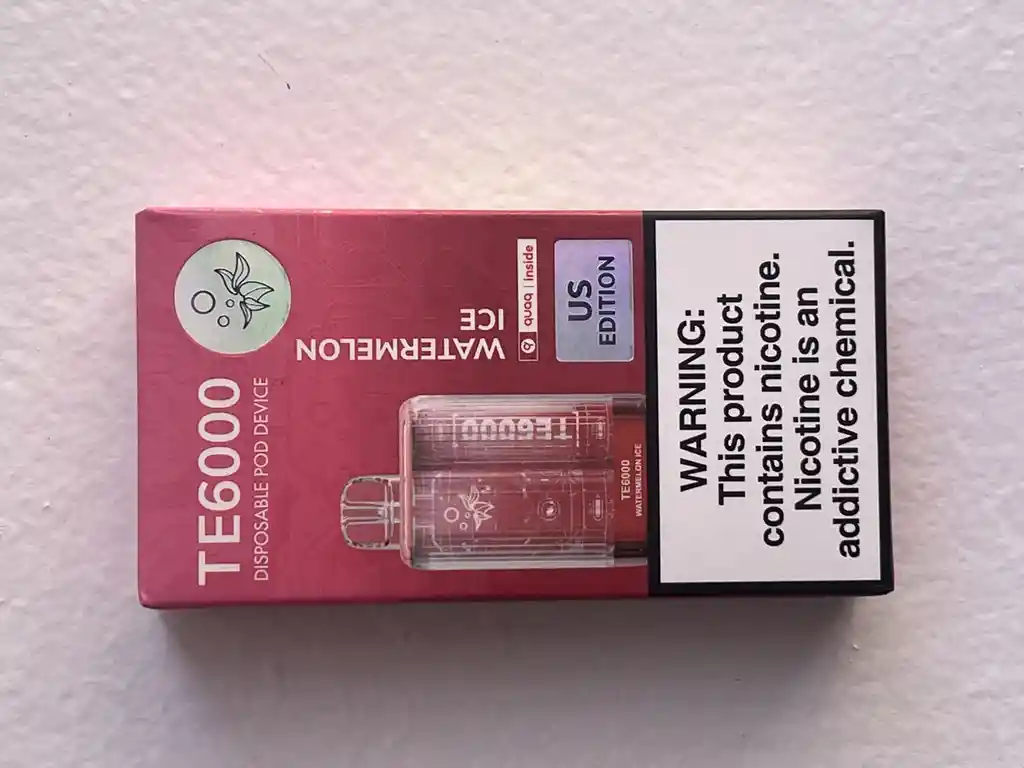 TE6000
DISPOSABLE POD DEVICE
WATERMELON
ICE
quaq | inside
US
EDITION
TE6000
TE6000
WATERMELON ICE
WARNING:
This product
contains nicotine.
Nicotine is an
addictive chemical.